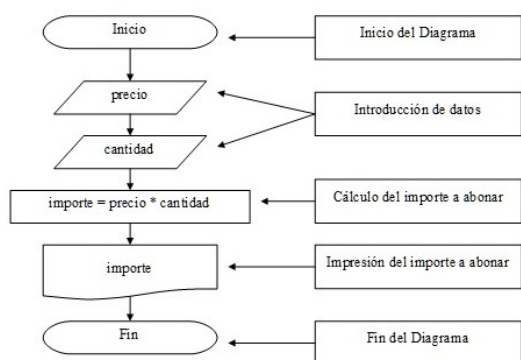 Inicio
Inicio del Diagrama
precio
Introducción de datos
cantidad
importe = precio * cantidad
Cálculo del importe a abonar
importe
Impresión del importe a abonar
Fin
Fin del Diagrama